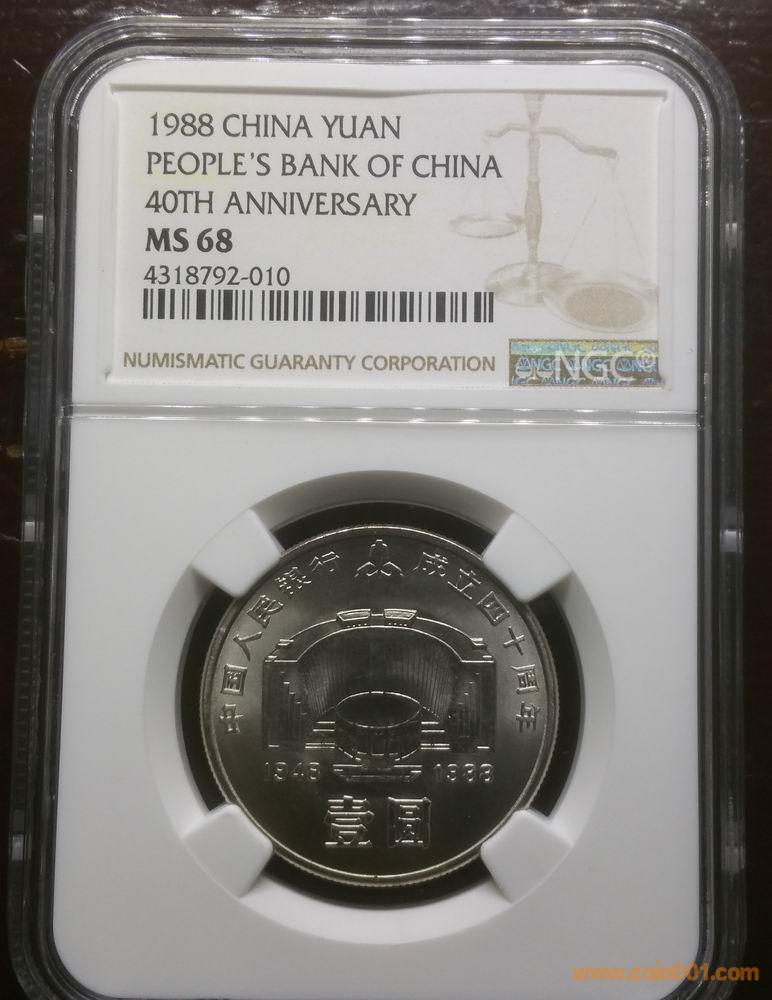 1988 CHINA YUAN
PEOPLE'S BANK OF CHINA
40TH ANNIVERSARY
MS 68
4318792-010
NUMISMATIC GUARANTY CORPORATION
NGC®
中国人民銀行 成立四十周年
1948 1988
壹圆
www.coin001.com